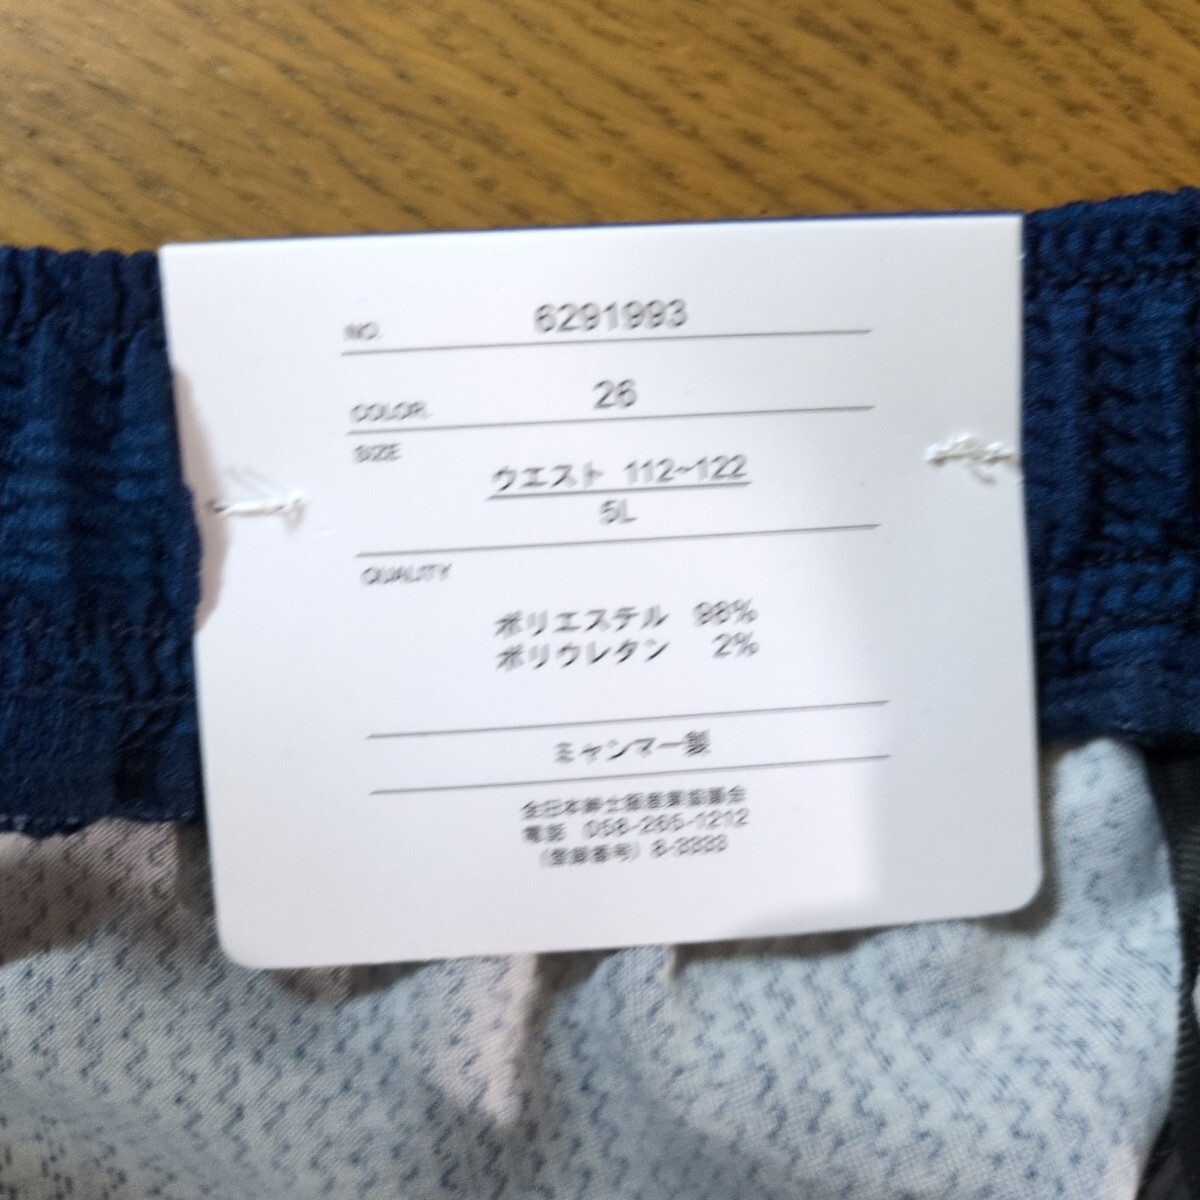 NO. 6291993
COLOR. 26
SIZE
ウエスト 112~122
5L
QUALITY
ポリエステル 98%
ポリウレタン 2%
ミャンマー製
全日本紳士服産業協議会
電話 058-265-1212
(登録番号) 8-3333